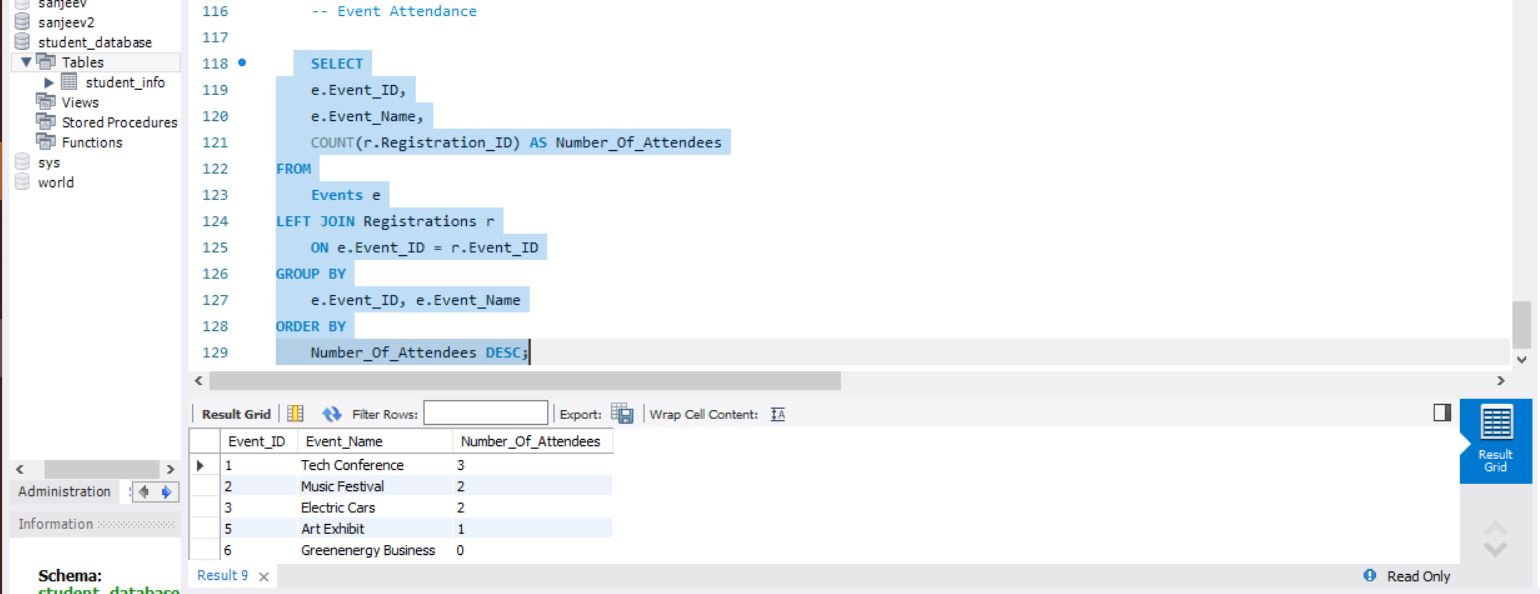 sanjeev
sanjeev2
student_database
Tables
student_info
Views
Stored Procedures
Functions
sys
world
Administration
Information
Schema:
student_database
116 -- Event Attendance
117
118 SELECT
119 e.Event_ID,
120 e.Event_Name,
121 COUNT(r.Registration_ID) AS Number_Of_Attendees
122 FROM
123 Events e
124 LEFT JOIN Registrations r
125 ON e.Event_ID = r.Event_ID
126 GROUP BY
127 e.Event_ID, e.Event_Name
128 ORDER BY
129 Number_Of_Attendees DESC;
Result Grid Filter Rows: Export: Wrap Cell Content:
Event_ID Event_Name Number_Of_Attendees
1 Tech Conference 3
2 Music Festival 2
3 Electric Cars 2
5 Art Exhibit 1
6 Greenenergy Business 0
Result
Grid
Result 9
Read Only